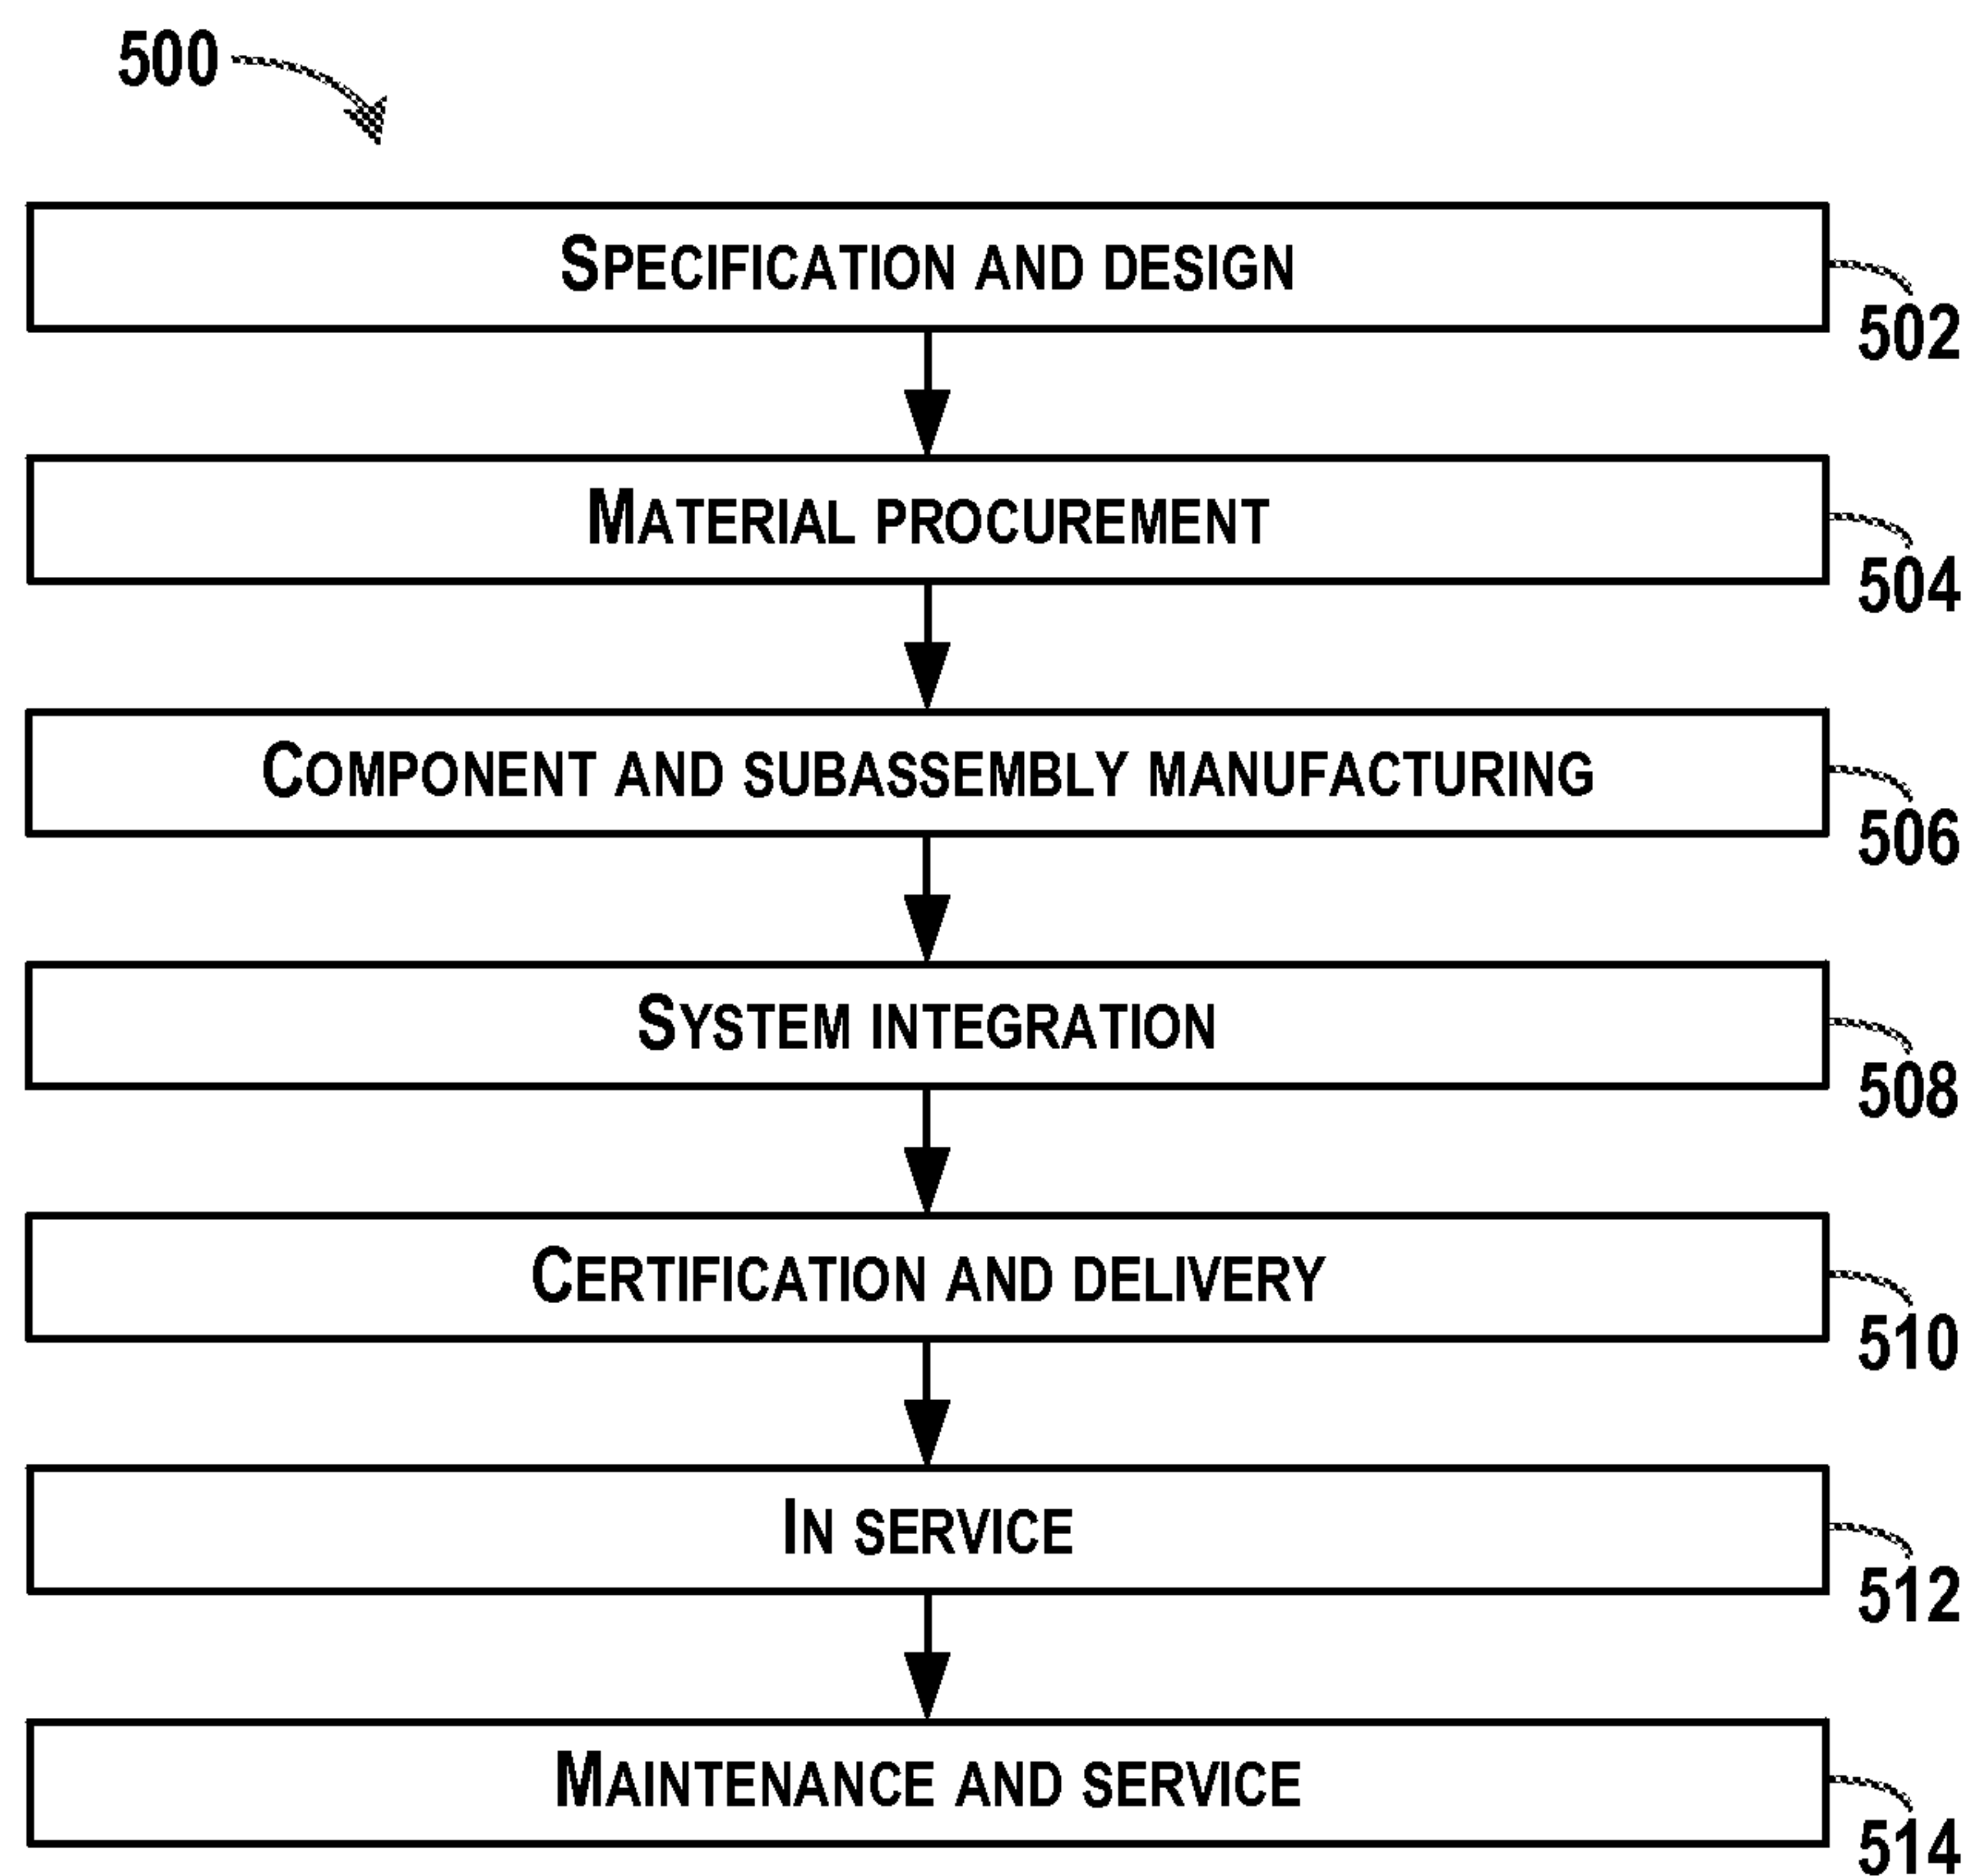 500
SPECIFICATION AND DESIGN
502
MATERIAL PROCUREMENT
504
COMPONENT AND SUBASSEMBLY MANUFACTURING
506
SYSTEM INTEGRATION
508
CERTIFICATION AND DELIVERY
510
IN SERVICE
512
MAINTENANCE AND SERVICE
514